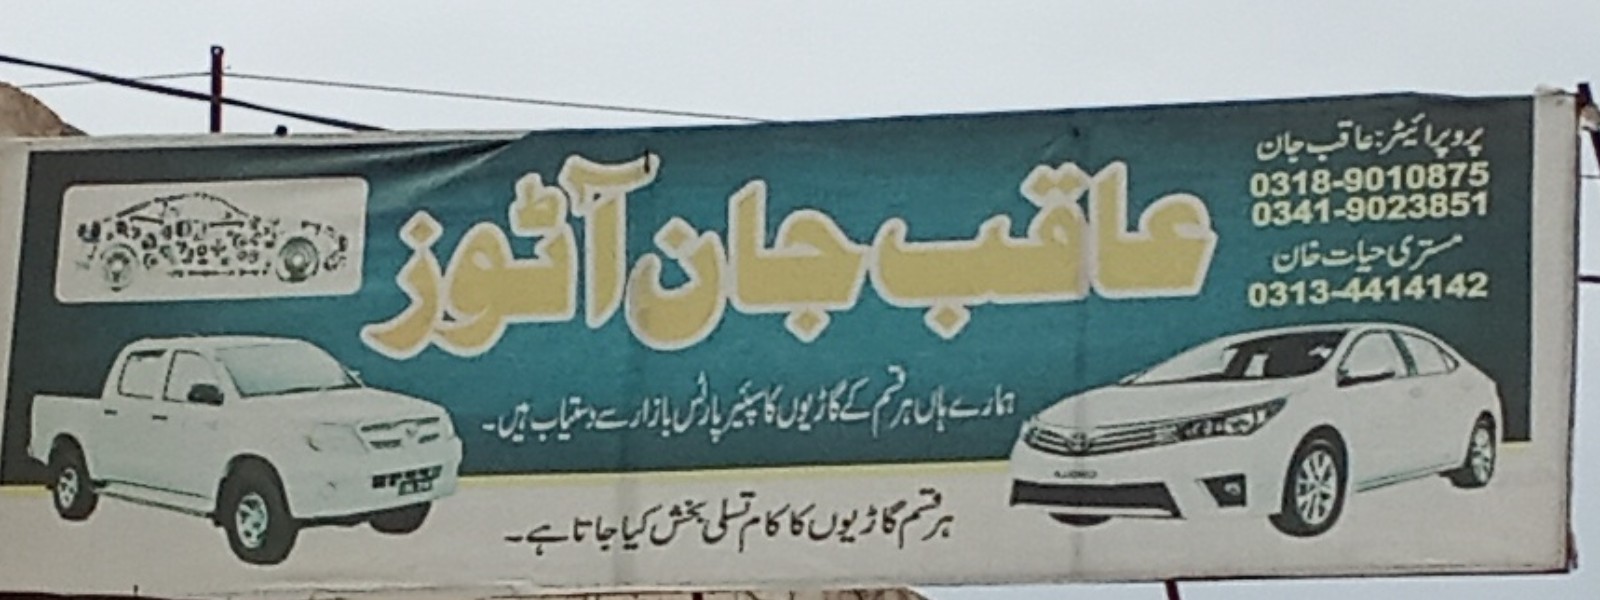 پروپرائیٹر: عاقب جان
0318-9010875
0341-9023851
مستری حیات خان
0313-4414142
عاقب جان آٹوز
ہمارے ہاں ہر قسم کے گاڑیوں کا سپئیر پارٹس بازار سے دستیاب ہیں۔
ہر قسم گاڑیوں کا کام تسلی بخش کیا جاتا ہے۔